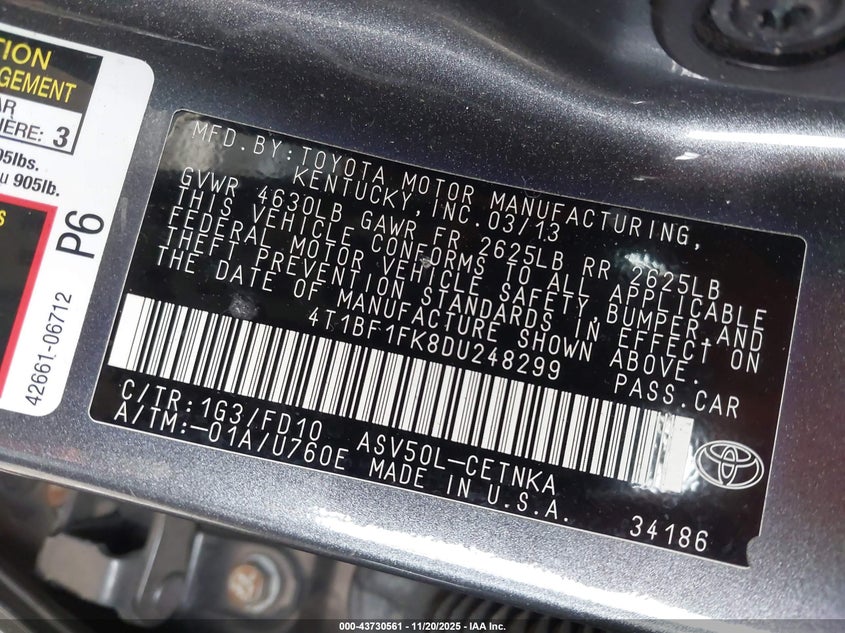 TION
GEMENT
AR
IÈRE: 3
95lbs.
u 905lb.
P6
42661-06712
MFD.BY:TOYOTA MOTOR MANUFACTURING,
KENTUCKY,INC.03/13
GVWR 4630LB GAWR FR 2625LB RR 2625LB
THIS VEHICLE CONFORMS TO ALL APPLICABLE
FEDERAL MOTOR VEHICLE SAFETY,BUMPER,AND
THEFT PREVENTION STANDARDS IN EFFECT ON
THE DATE OF MANUFACTURE SHOWN ABOVE.
4T1BF1FK8DU248299 PASS.CAR
C/TR:1G3/FD10 ASV50L-CETNKA
A/TM:-01A/U760E MADE IN U.S.A.
34186
000-43730561 - 11/20/2025 - IAA Inc.